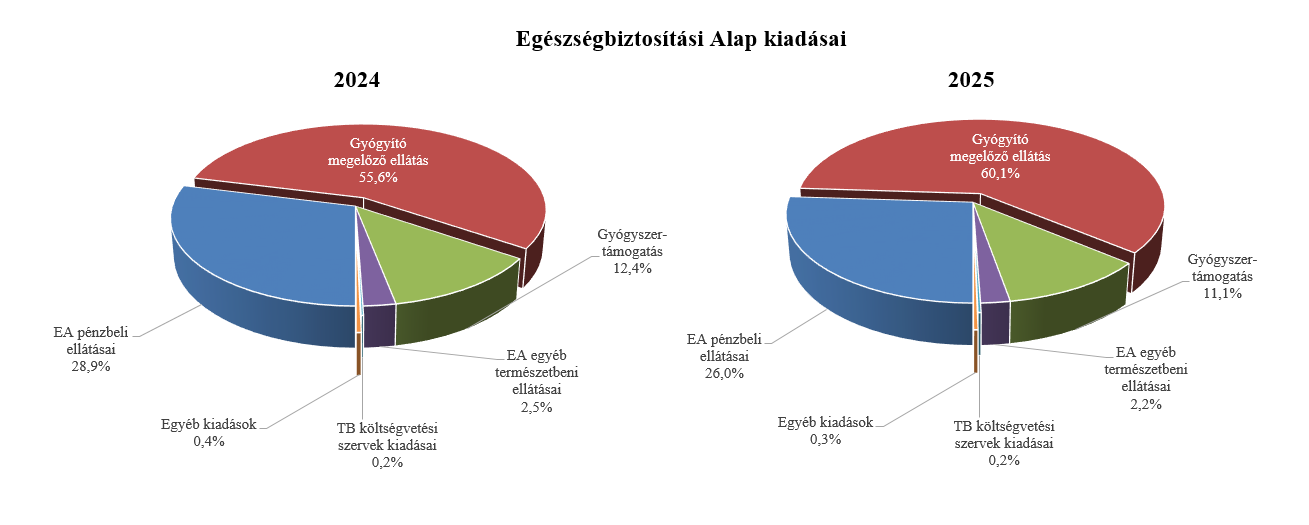 Egészségbiztosítási Alap kiadásai
2024
Gyógyító
megelőző ellátás
55,6%
Gyógyszer-
támogatás
12,4%
EA pénzbeli
ellátásai
28,9%
EA egyéb
természetbeni
ellátásai
2,5%
Egyéb kiadások
0,4%
TB költségvetési
szervek kiadásai
0,2%
2025
Gyógyító
megelőző ellátás
60,1%
Gyógyszer-
támogatás
11,1%
EA pénzbeli
ellátásai
26,0%
EA egyéb
természetbeni
ellátásai
2,2%
Egyéb kiadások
0,3%
TB költségvetési
szervek kiadásai
0,2%